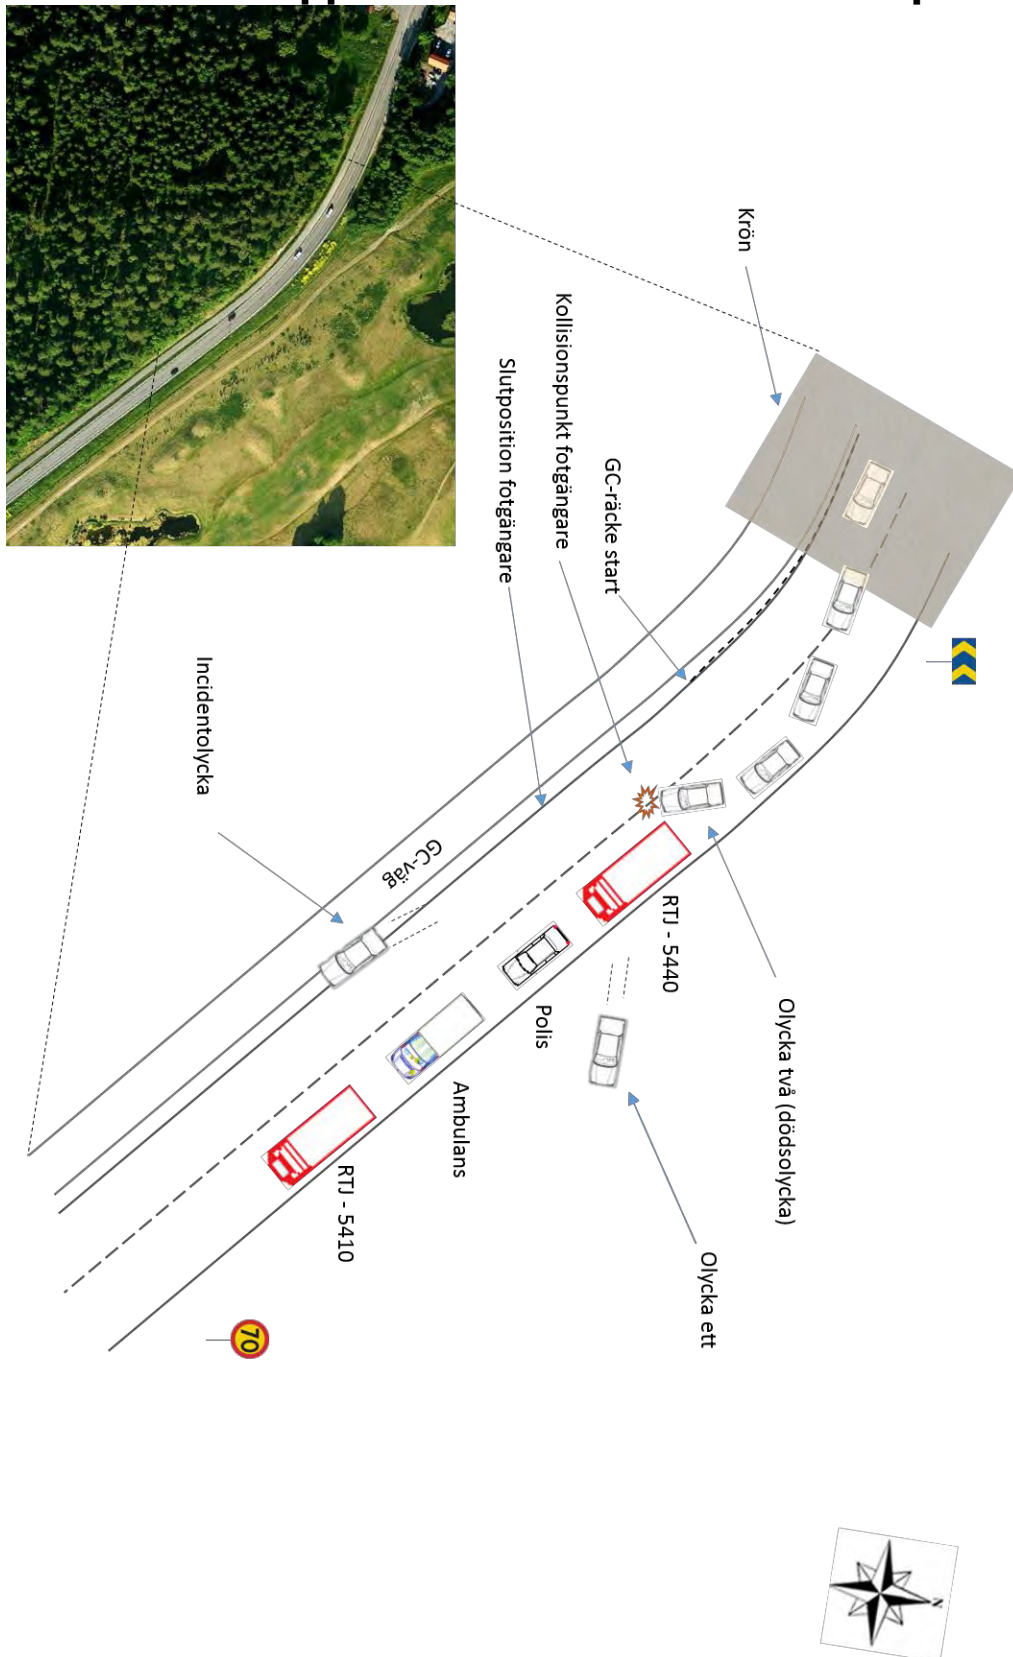 Krön
Kollisionspunkt fotgängare
Slutposition fotgängare
GC-räcke start
Incidentolycka
GC-väg
RTJ - 5440
Polis
Ambulans
RTJ - 5410
Olycka två (dödsolycka)
Olycka ett
70
N